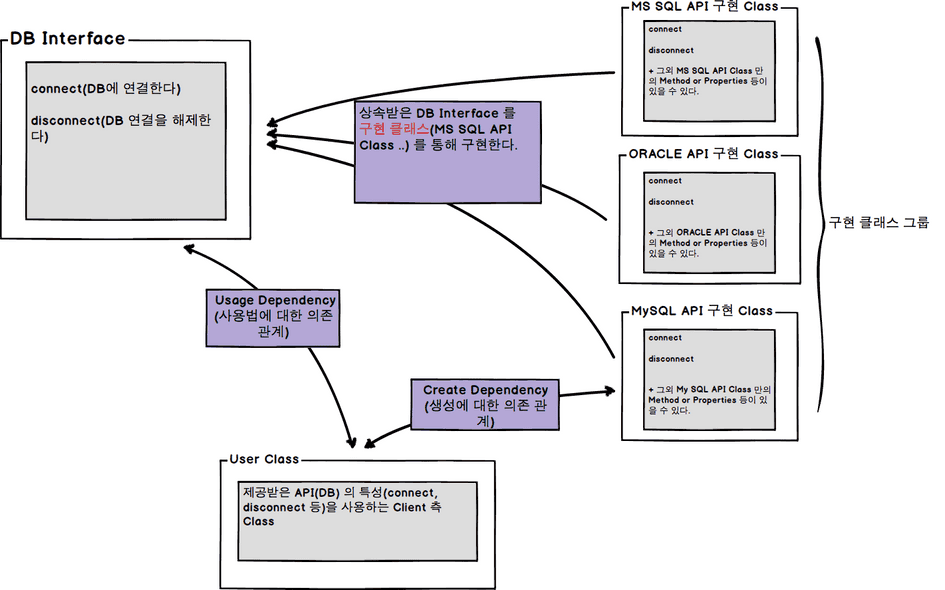 DB Interface
connect(DB에 연결한다)
disconnect(DB 연결을 해제한
다)
상속받은 DB Interface 를
구현 클래스(MS SQL API
Class ..) 를 통해 구현한다.
MS SQL API 구현 Class
connect
disconnect
+ 그외 MS SQL API Class 만
의 Method or Properties 등이
있을 수 있다.
ORACLE API 구현 Class
connect
disconnect
+ 그외 ORACLE API Class 만
의 Method or Properties 등이
있을 수 있다.
구현 클래스 그룹
MySQL API 구현 Class
connect
disconnect
+ 그외 My SQL API Class 만의
Method or Properties 등이 있
을 수 있다.
Usage Dependency
(사용법에 대한 의존
관계)
Create Dependency
(생성에 대한 의존 관
계)
User Class
제공받은 API(DB) 의 특성(connect,
disconnect 등)을 사용하는 Client 측
Class